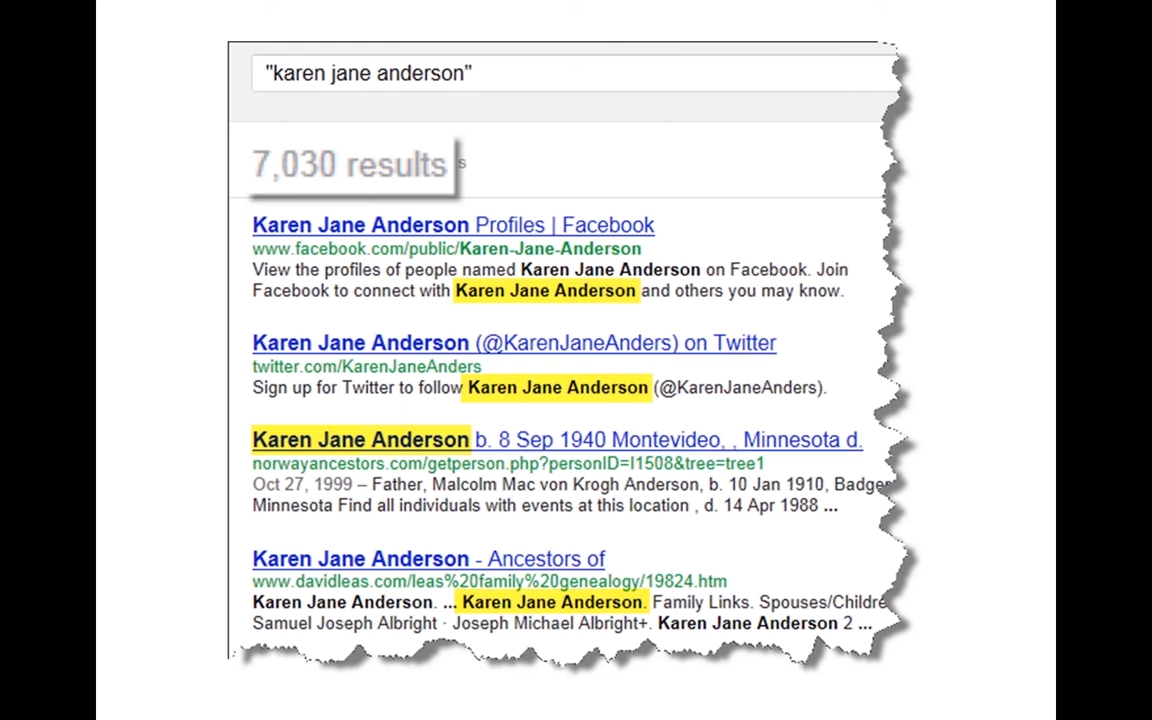 "karen jane anderson"
7,030 results s
Karen Jane Anderson Profiles | Facebook
www.facebook.com/public/Karen-Jane-Anderson
View the profiles of people named Karen Jane Anderson on Facebook. Join
Facebook to connect with Karen Jane Anderson and others you may know.
Karen Jane Anderson (@KarenJaneAnders) on Twitter
twitter.com/KarenJaneAnders
Sign up for Twitter to follow Karen Jane Anderson (@KarenJaneAnders).
Karen Jane Anderson b. 8 Sep 1940 Montevideo, , Minnesota d.
norwayancestors.com/getperson.php?personID=I1508&tree=tree1
Oct 27, 1999 – Father, Malcolm Mac von Krogh Anderson, b. 10 Jan 1910, Badger
Minnesota Find all individuals with events at this location , d. 14 Apr 1988 ...
Karen Jane Anderson - Ancestors of
www.davidleas.com/leas%20family%20genealogy/19824.htm
Karen Jane Anderson. ... Karen Jane Anderson. Family Links. Spouses/Childre
Samuel Joseph Albright · Joseph Michael Albright+. Karen Jane Anderson 2 ...